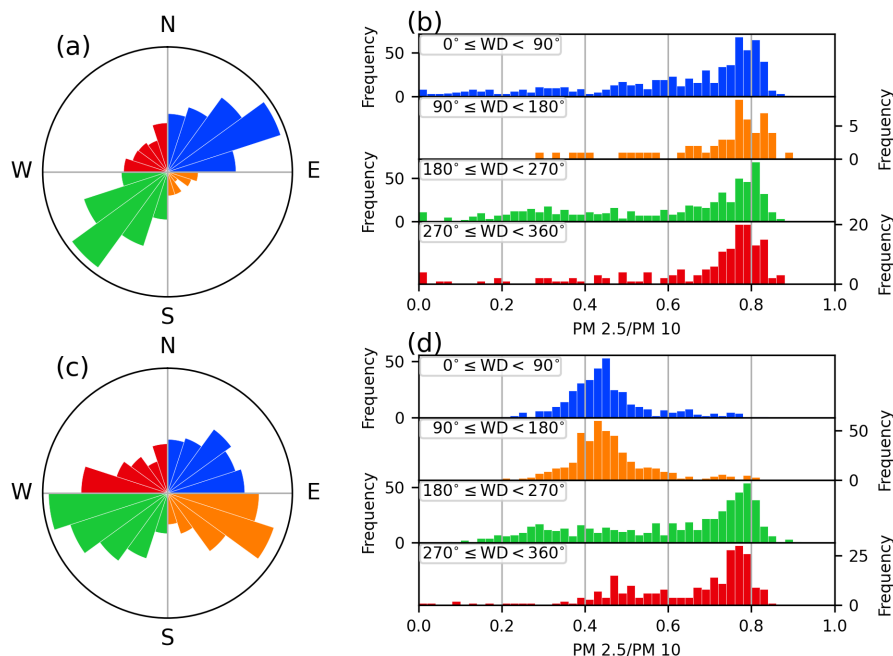 (a)
N
W
E
S
(b)
Frequency
50
0
0° ≤ WD < 90°
90° ≤ WD < 180°
5
0
Frequency
Frequency
50
0
180° ≤ WD < 270°
270° ≤ WD < 360°
20
0
Frequency
0.0 0.2 0.4 0.6 0.8 1.0
PM 2.5/PM 10
(c)
N
W
E
S
(d)
Frequency
50
0
0° ≤ WD < 90°
90° ≤ WD < 180°
50
0
Frequency
Frequency
50
0
180° ≤ WD < 270°
270° ≤ WD < 360°
25
0
Frequency
0.0 0.2 0.4 0.6 0.8 1.0
PM 2.5/PM 10